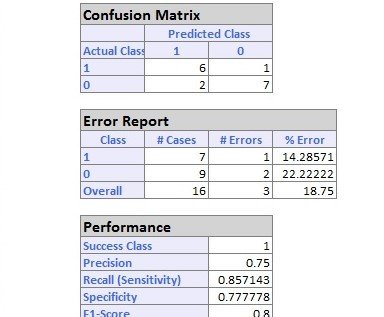 Confusion Matrix
Predicted Class
Actual Class 1 0
1 6 1
0 2 7
Error Report
Class # Cases # Errors % Error
1 7 1 14.28571
0 9 2 22.22222
Overall 16 3 18.75
Performance
Success Class 1
Precision 0.75
Recall (Sensitivity) 0.857143
Specificity 0.777778
F1-Score 0.8